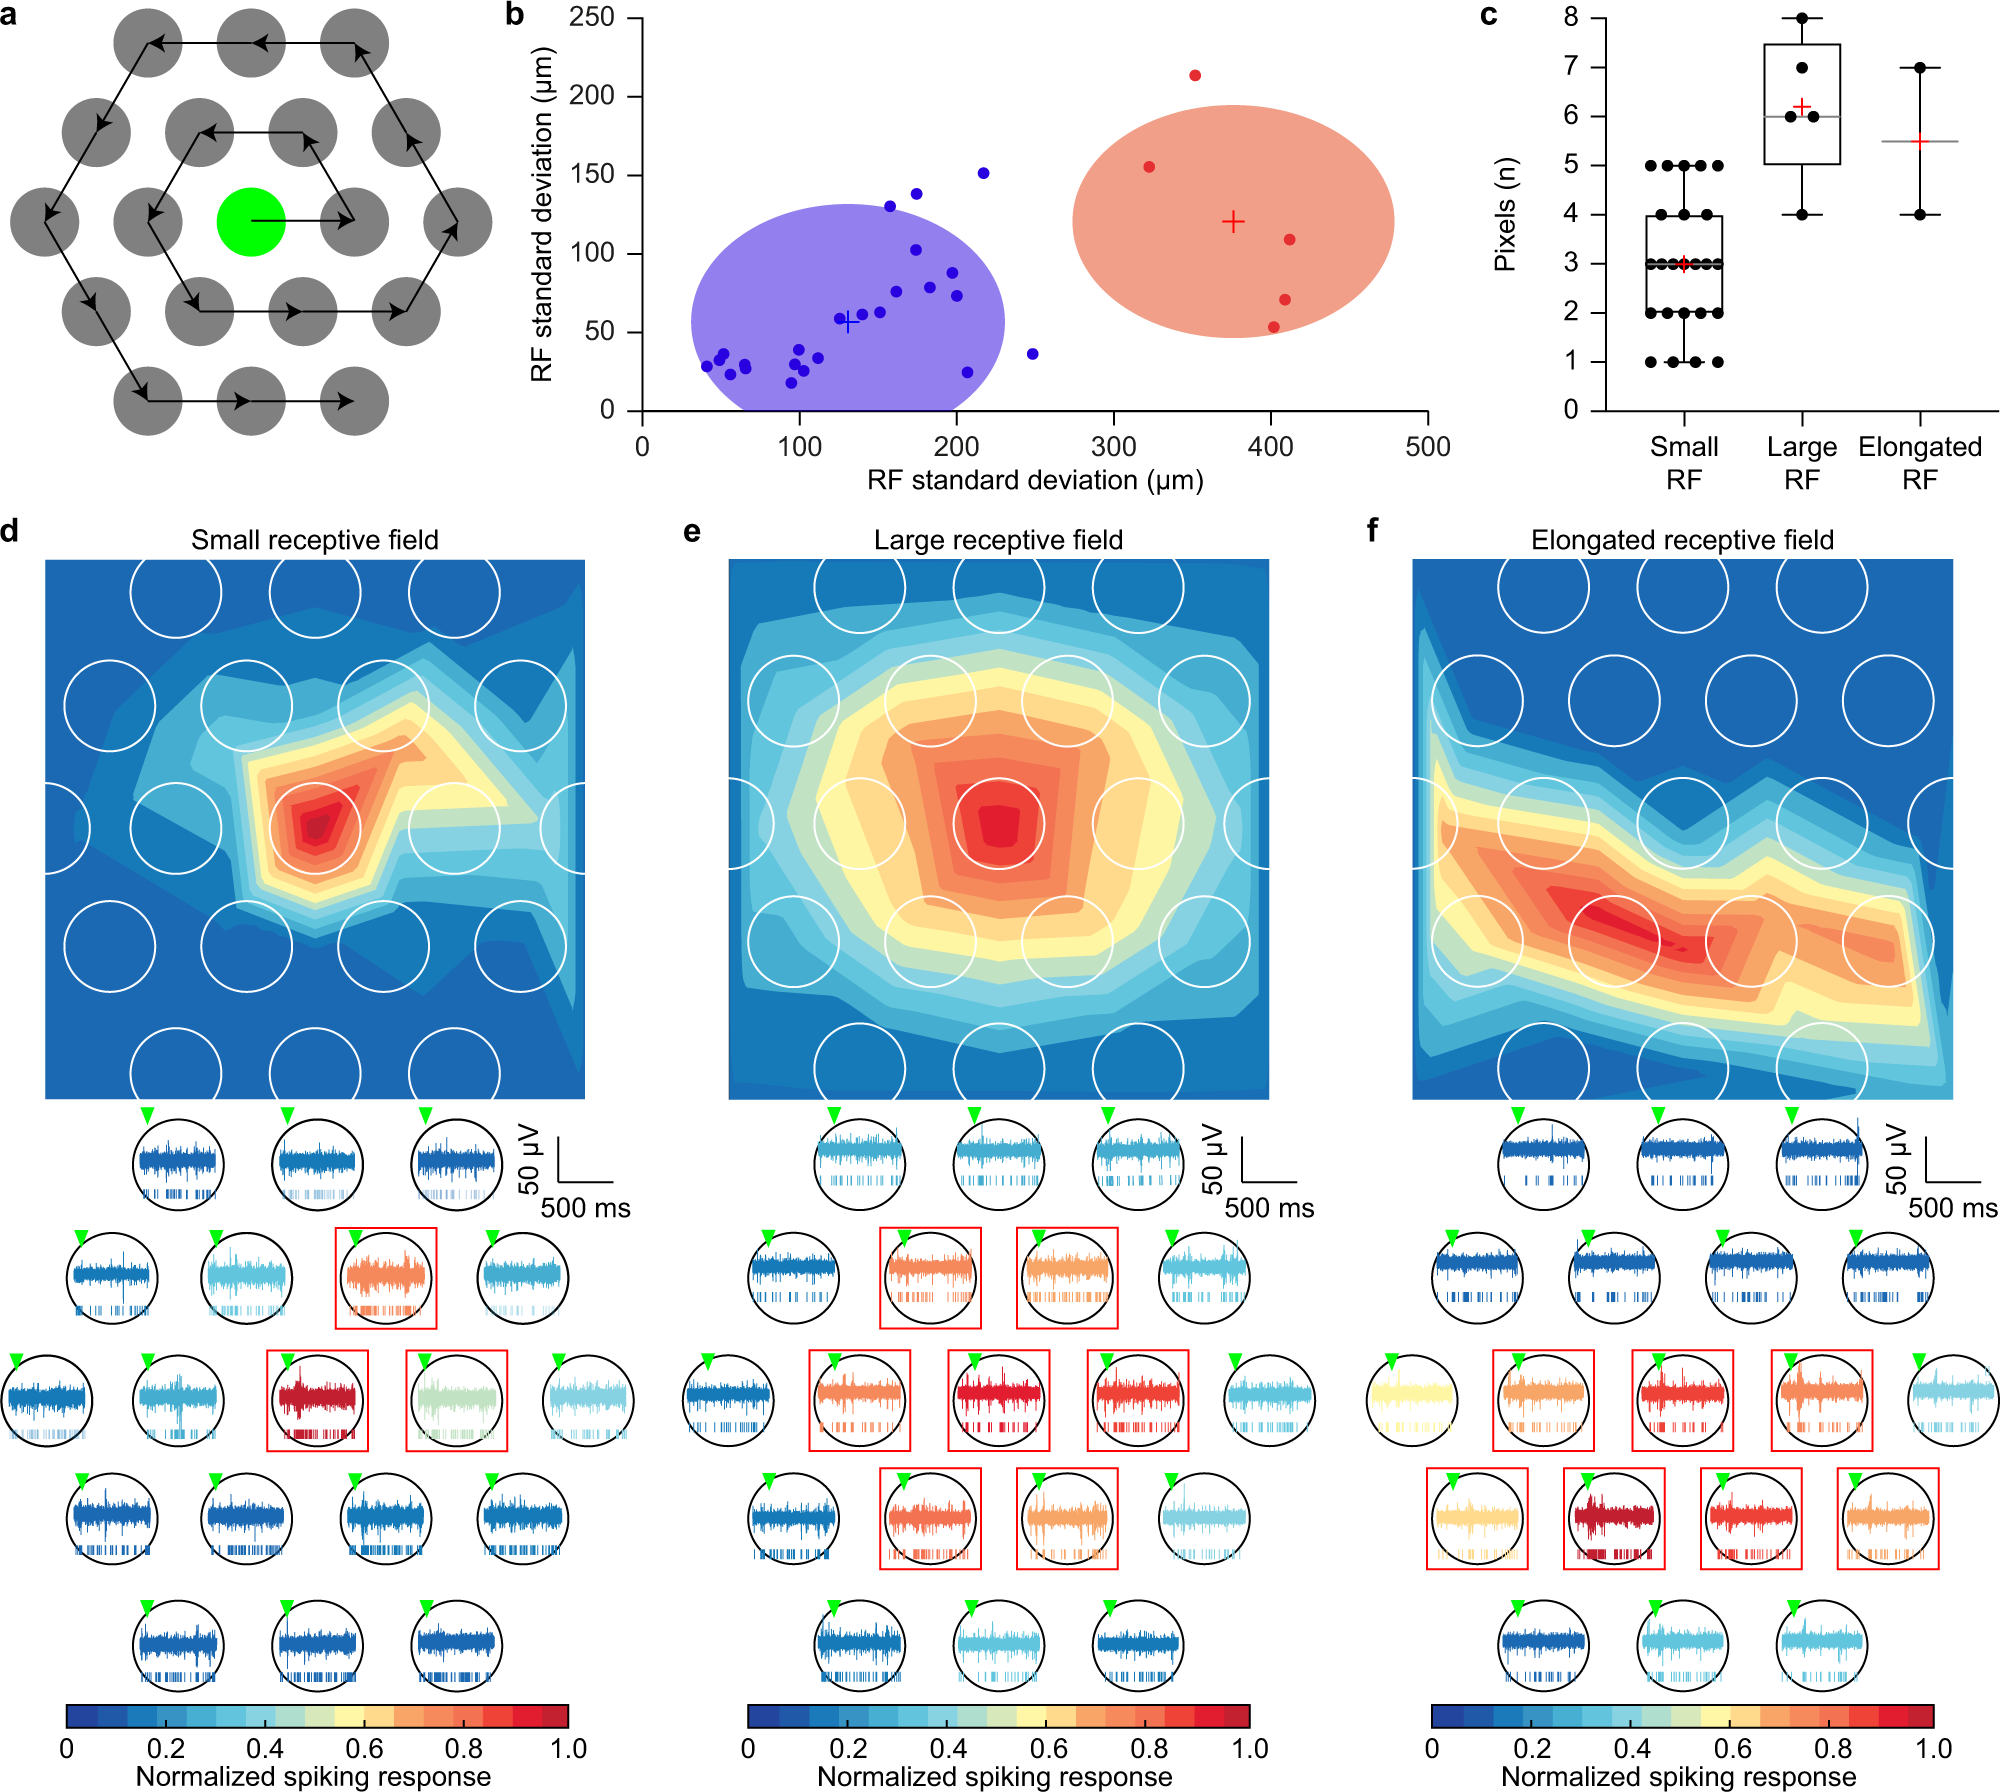 a
b
250
200
150
100
50
0
RF standard deviation (µm)
0 100 200 300 400 500
RF standard deviation (µm)
c
8
7
6
5
4
3
2
1
0
Pixels (n)
Small RF
Large RF
Elongated RF
d
Small receptive field
e
Large receptive field
f
Elongated receptive field
50 µV
500 ms
50 µV
500 ms
50 µV
500 ms
0 0.2 0.4 0.6 0.8 1.0
Normalized spiking response
0 0.2 0.4 0.6 0.8 1.0
Normalized spiking response
0 0.2 0.4 0.6 0.8 1.0
Normalized spiking response